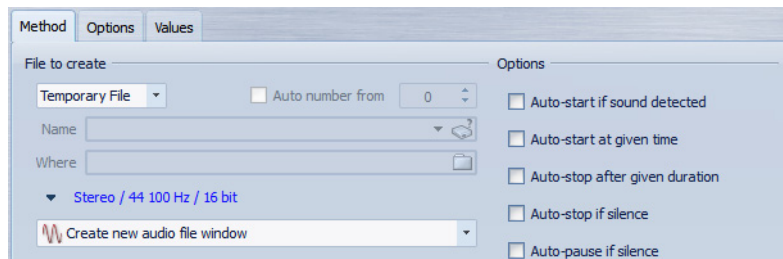 Method Options Values
File to create
Temporary File Auto number from 0
Name
Where
Stereo / 44 100 Hz / 16 bit
Create new audio file window
Options
Auto-start if sound detected
Auto-start at given time
Auto-stop after given duration
Auto-stop if silence
Auto-pause if silence